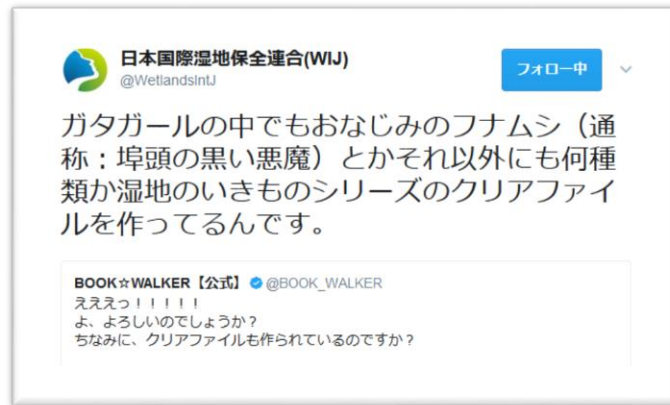 日本国際湿地保全連合(WIJ)
@WetlandsIntJ
フォロー中
ガタガールの中でもおなじみのフナムシ（通
称：埠頭の黒い悪魔）とかそれ以外にも何種
類か湿地のいきものシリーズのクリアファイ
ルを作ってるんです。
BOOK☆WALKER【公式】 @BOOK_WALKER
えええっ！！！！！
よ、よろしいのでしょうか？
ちなみに、クリアファイルも作られているのですか？